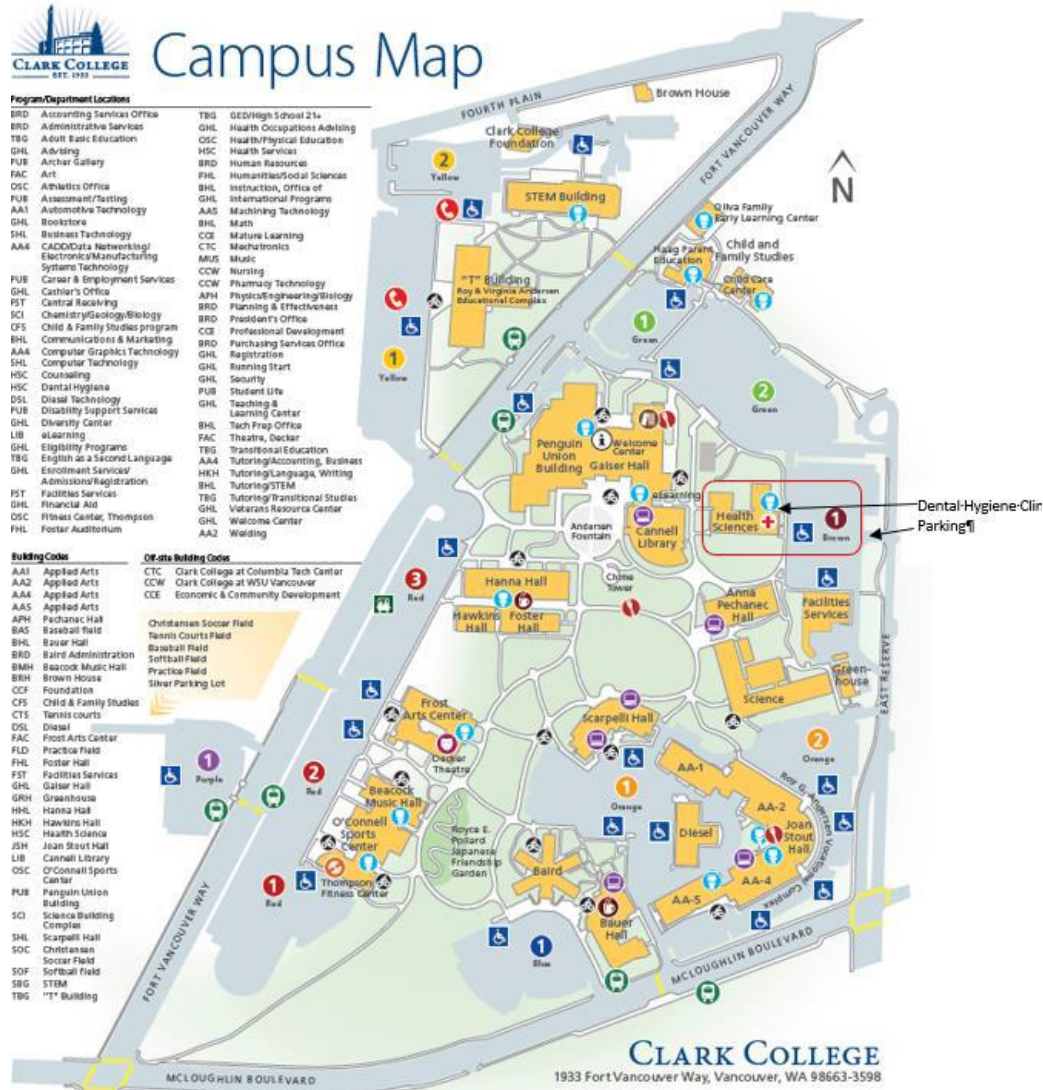 CLARK COLLEGE
EST. 1933
Campus Map
Program/Department Locations
BRD Accounting Services Office
BRD Administrative Services
TBG Adult Basic Education
GHL Advising
PUB Archer Gallery
FAC Art
OSC Athletics Office
PUB Assessment/Testing
AA1 Automotive Technology
GHL Bookstore
SHL Business Technology
AA4 CADD/Data Networking/
Electronics/Manufacturing
Systems Technology
PUB Career & Employment Services
GHL Cashier's Office
FST Central Receiving
SCI Chemistry/Geology/Biology
CFS Child & Family Studies program
BHL Communications & Marketing
AA4 Computer Graphics Technology
SHL Computer Technology
HSC Counseling
HSC Dental Hygiene
DSL Diesel Technology
PUB Disability Support Services
GHL Diversity Center
LIB eLearning
GHL Eligibility Programs
TBG English as a Second Language
GHL Enrollment Services/
Admissions/Registration
FST Facilities Services
GHL Financial Aid
OSC Fitness Center, Thompson
FHL Foster Auditorium
TBG GED/High School 21+
GHL Health Occupations Advising
OSC Health/Physical Education
HSC Health Services
BRD Human Resources
FHL Humanities/Social Sciences
BHL Instruction, Office of
GHL International Programs
AA5 Machining Technology
BHL Math
CCE Mature Learning
CTC Mechatronics
MUS Music
CCW Nursing
CCW Pharmacy Technology
APH Physics/Engineering/Biology
BRD Planning & Effectiveness
BRD President's Office
CCE Professional Development
BRD Purchasing Services Office
GHL Registration
GHL Running Start
GHL Security
PUB Student Life
GHL Teaching &
Learning Center
BHL Tech Prep Office
FAC Theatre, Decker
TBG Transitional Education
AA4 Tutoring/Accounting, Business
HKH Tutoring/Language, Writing
BHL Tutoring/STEM
TBG Tutoring/Transitional Studies
GHL Veterans Resource Center
GHL Welcome Center
AA2 Welding
Building Codes
AA1 Applied Arts
AA2 Applied Arts
AA4 Applied Arts
AA5 Applied Arts
APH Pechanec Hall
BAS Baseball field
BHL Bauer Hall
BRD Baird Administration
BMH Beacock Music Hall
BRH Brown House
CCF Foundation
CFS Child & Family Studies
CTS Tennis courts
DSL Diesel
FAC Frost Arts Center
FLD Practice field
FHL Foster Hall
FST Facilities Services
GHL Gaiser Hall
GRH Greenhouse
HHL Hanna Hall
HKH Hawkins Hall
HSC Health Science
JSH Joan Stout Hall
LIB Cannell Library
OSC O'Connell Sports
Center
PUB Penguin Union
Building
SCI Science Building
Complex
SHL Scarpelli Hall
SOC Christensen
Soccer Field
SOF Softball field
SBG STEM
TBG "T" Building
Off-site Building Codes
CTC Clark College at Columbia Tech Center
CCW Clark College at WSU Vancouver
CCE Economic & Community Development
Christensen Soccer Field
Tennis Courts Field
Baseball Field
Softball Field
Practice Field
Silver Parking Lot
FOURTH PLAIN
Brown House
FORT VANCOUVER WAY
Clark College
Foundation
N
2
Yellow
STEM Building
Oliva Family
Early Learning Center
Haag Parent
Education
Child and
Family Studies
Child Care
Center
"T" Building
Roy & Virginia Andersen
Educational Complex
1
Green
1
Yellow
2
Green
Penguin
Union
Building
i
Welcome
Center
Gaiser Hall
eLearning
Cannell
Library
Andersen
Fountain
Health
Sciences
1
Brown
Dental·Hygiene·Clin
Parking¶
3
Red
Hanna Hall
Hawkins
Hall
Foster
Hall
Chime
Tower
Anna
Pechanec
Hall
Facilities
Services
Green-
house
Science
EAST RESERVE
Frost
Arts Center
Decker
Theatre
Scarpelli Hall
1
Purple
2
Red
1
Orange
2
Orange
AA-1
AA-2
Roy G. Andersen Vocational Complex
Joan
Stout
Hall
Diesel
AA-4
AA-5
Beacock
Music Hall
O'Connell
Sports
Center
Thompson
Fitness Center
Royce E.
Pollard
Japanese
Friendship
Garden
Baird
Bauer
Hall
1
Red
1
Blue
FORT VANCOUVER WAY
MCLOUGHLIN BOULEVARD
MCLOUGHLIN BOULEVARD
CLARK COLLEGE
1933 Fort Vancouver Way, Vancouver, WA 98663-3598